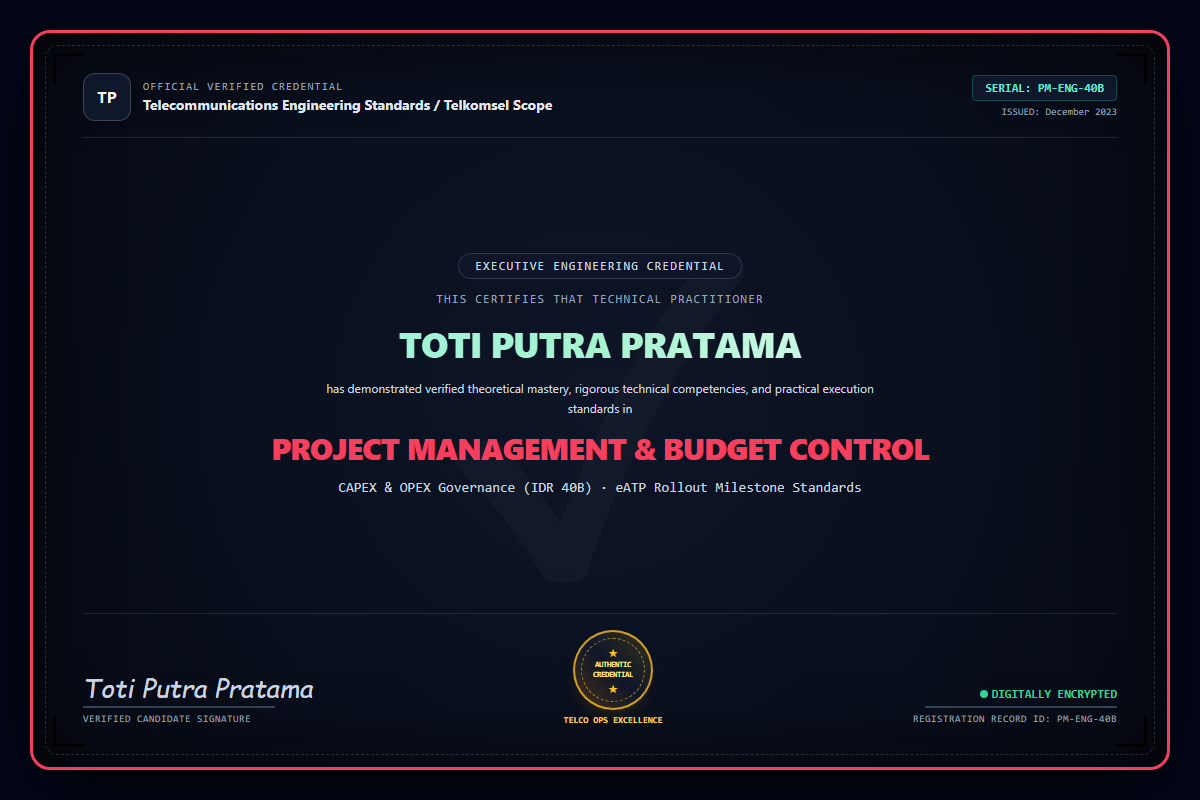 TP
OFFICIAL VERIFIED CREDENTIAL
Telecommunications Engineering Standards / Telkomsel Scope
SERIAL: PM-ENG-40B
ISSUED: December 2023
EXECUTIVE ENGINEERING CREDENTIAL
THIS CERTIFIES THAT TECHNICAL PRACTITIONER
TOTI PUTRA PRATAMA
has demonstrated verified theoretical mastery, rigorous technical competencies, and practical execution
standards in
PROJECT MANAGEMENT & BUDGET CONTROL
CAPEX & OPEX Governance (IDR 40B) · eATP Rollout Milestone Standards
Toti Putra Pratama
VERIFIED CANDIDATE SIGNATURE
★
AUTHENTIC
CREDENTIAL
★
TELCO OPS EXCELLENCE
DIGITALLY ENCRYPTED
REGISTRATION RECORD ID: PM-ENG-40B